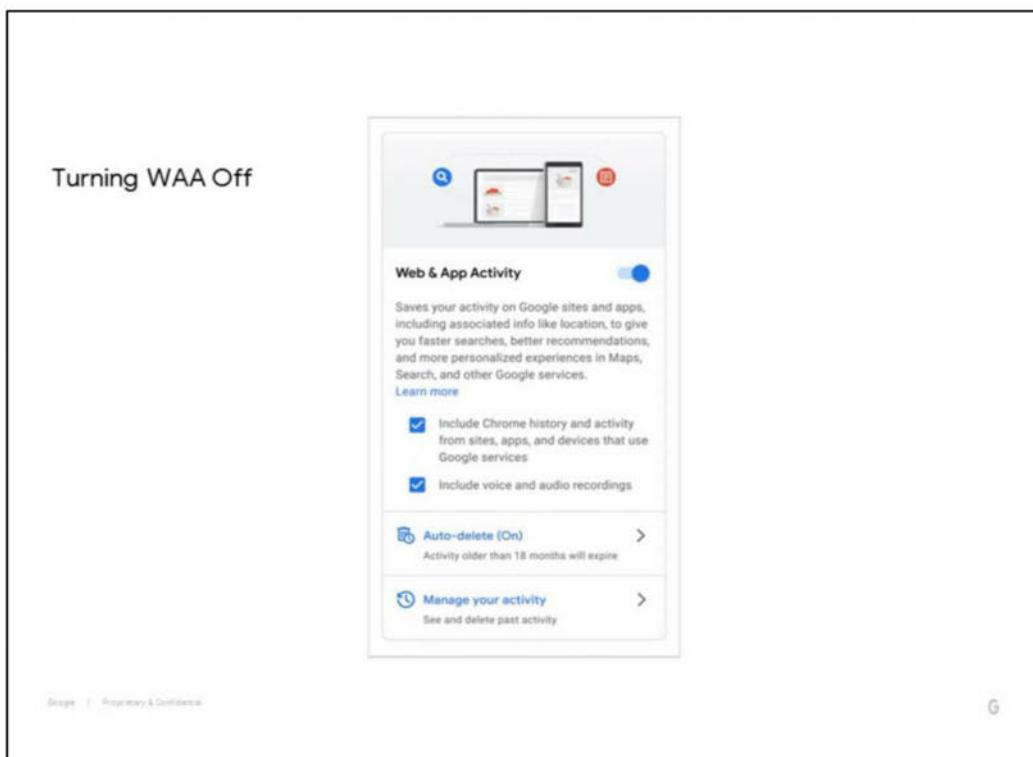 Turning WAA Off
Web & App Activity
Saves your activity on Google sites and apps,
including associated info like location, to give
you faster searches, better recommendations,
and more personalized experiences in Maps,
Search, and other Google services.
Learn more
Include Chrome history and activity
from sites, apps, and devices that use
Google services
Include voice and audio recordings
Auto-delete (On)
Activity older than 18 months will expire
Manage your activity
See and delete past activity
Google | Proprietary & Confidential
G